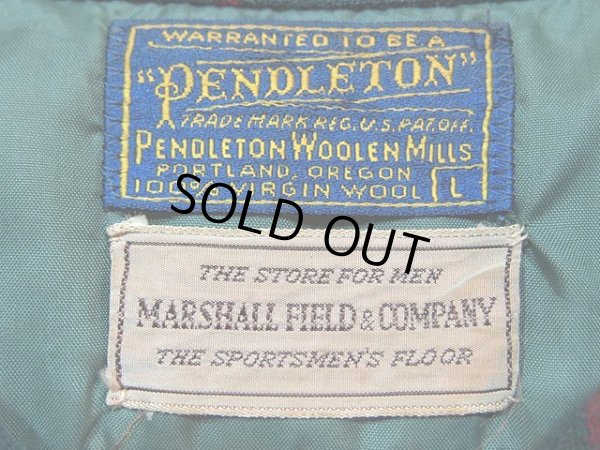 WARRANTED TO BE A
"PENDLETON"
TRADE MARK REG. U.S. PAT. OFF.
PENDLETON WOOLEN MILLS
PORTLAND, OREGON
100% VIRGIN WOOL L
SOLD OUT
THE STORE FOR MEN
MARSHALL FIELD & COMPANY
THE SPORTSMEN'S FLOOR